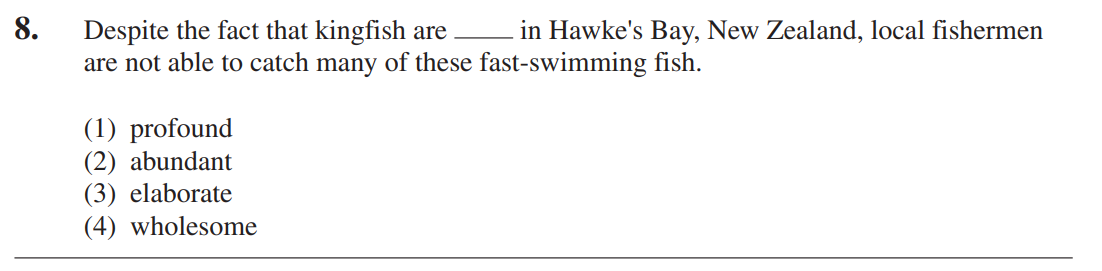 8. Despite the fact that kingfish are ____ in Hawke's Bay, New Zealand, local fishermen
are not able to catch many of these fast-swimming fish.
(1) profound
(2) abundant
(3) elaborate
(4) wholesome